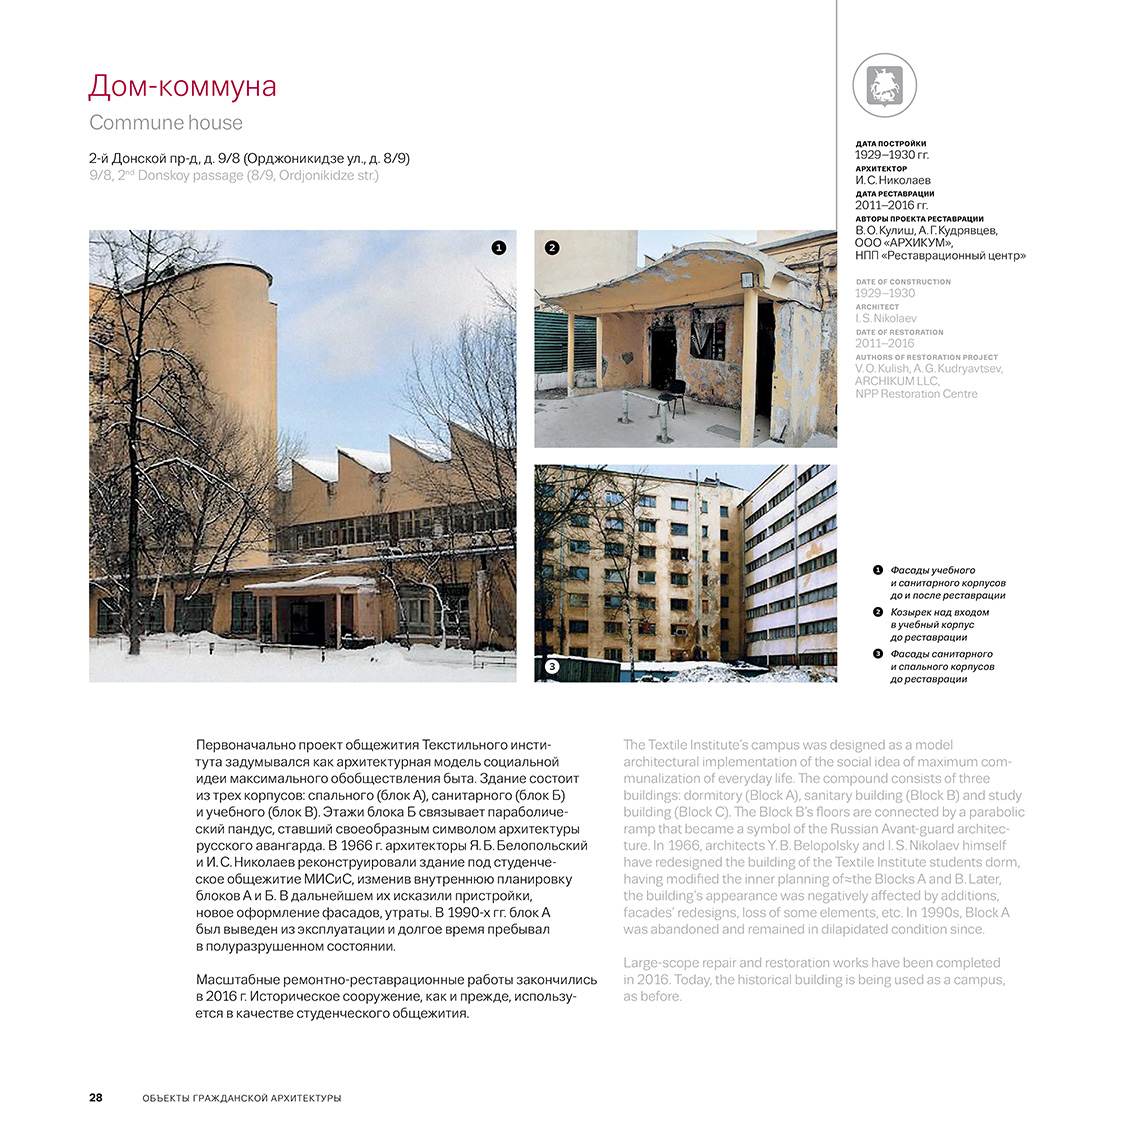 Дом-коммуна
Commune house
2-й Донской пр-д, д. 9/8 (Орджоникидзе ул., д. 8/9)
9/8, 2nd Donskoy passage (8/9, Ordjonikidze str.)
ДАТА ПОСТРОЙКИ
1929–1930 гг.
АРХИТЕКТОР
И. С. Николаев
ДАТА РЕСТАВРАЦИИ
2011–2016 гг.
АВТОРЫ ПРОЕКТА РЕСТАВРАЦИИ
В. О. Кулиш, А. Г. Кудрявцев,
ООО «АРХИКУМ»,
НПП «Реставрационный центр»
DATE OF CONSTRUCTION
1929–1930
ARCHITECT
I. S. Nikolaev
DATE OF RESTORATION
2011–2016
AUTHORS OF RESTORATION PROJECT
V. O. Kulish, A. G. Kudryavtsev,
ARCHIKUM LLC,
NPP Restoration Centre
1
2
3
1 Фасады учебного
и санитарного корпусов
до и после реставрации
2 Козырек над входом
в учебный корпус
до реставрации
3 Фасады санитарного
и спального корпусов
до реставрации
Первоначально проект общежития Текстильного инсти-
тута задумывался как архитектурная модель социальной
идеи максимального обобществления быта. Здание состоит
из трех корпусов: спального (блок А), санитарного (блок Б)
и учебного (блок В). Этажи блока Б связывает параболиче-
ский пандус, ставший своеобразным символом архитектуры
русского авангарда. В 1966 г. архитекторы Я. Б. Белопольский
и И. С. Николаев реконструировали здание под студенче-
ское общежитие МИСиС, изменив внутреннюю планировку
блоков А и Б. В дальнейшем их исказили пристройки,
новое оформление фасадов, утраты. В 1990-х гг. блок А
был выведен из эксплуатации и долгое время пребывал
в полуразрушенном состоянии.
Масштабные ремонтно-реставрационные работы закончились
в 2016 г. Историческое сооружение, как и прежде, использу-
ется в качестве студенческого общежития.
The Textile Institute's campus was designed as a model
architectural implementation of the social idea of maximum com-
munalization of everyday life. The compound consists of three
buildings: dormitory (Block A), sanitary building (Block B) and study
building (Block C). The Block B's floors are connected by a parabolic
ramp that became a symbol of the Russian Avant-guard architec-
ture. In 1966, architects Y. B. Belopolsky and I. S. Nikolaev himself
have redesigned the building of the Textile Institute students dorm,
having modified the inner planning of≈the Blocks A and B. Later,
the building's appearance was negatively affected by additions,
facades' redesigns, loss of some elements, etc. In 1990s, Block A
was abandoned and remained in dilapidated condition since.
Large-scope repair and restoration works have been completed
in 2016. Today, the historical building is being used as a campus,
as before.
28 ОБЪЕКТЫ ГРАЖДАНСКОЙ АРХИТЕКТУРЫ